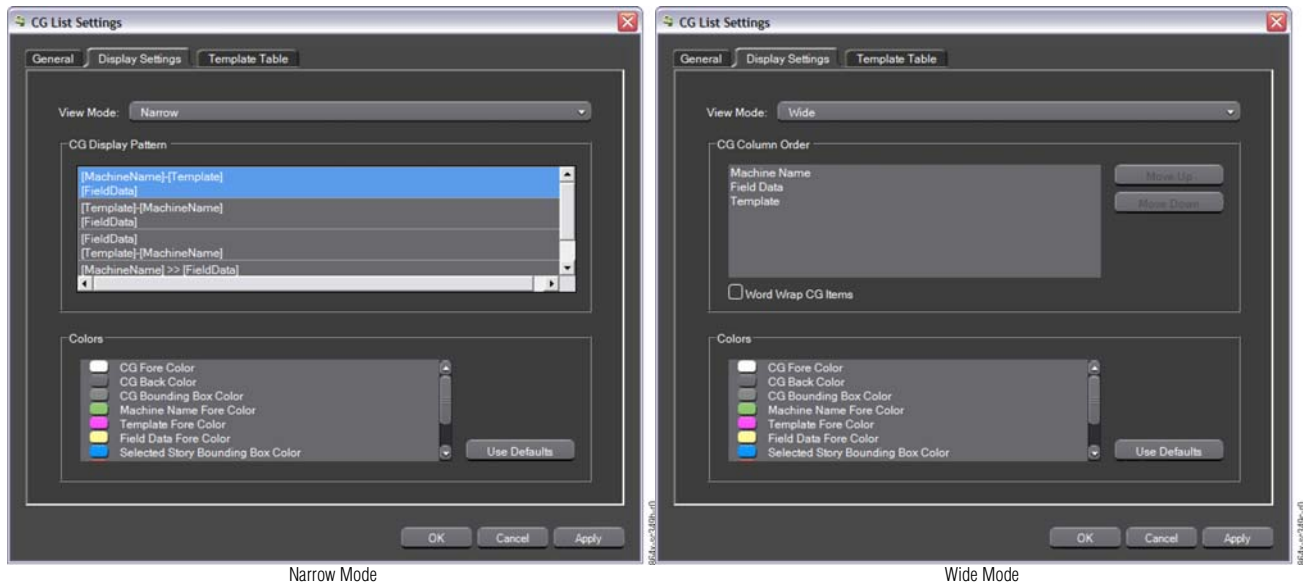 CG List Settings
General Display Settings Template Table
View Mode: Narrow
CG Display Pattern
[MachineName]-[Template]
[FieldData]
[Template]-[MachineName]
[FieldData]
[FieldData]
[Template]-[MachineName]
[MachineName] >> [FieldData]
Colors
CG Fore Color
CG Back Color
CG Bounding Box Color
Machine Name Fore Color
Template Fore Color
Field Data Fore Color
Selected Story Bounding Box Color
Use Defaults
OK Cancel Apply
Narrow Mode
CG List Settings
General Display Settings Template Table
View Mode: Wide
CG Column Order
Machine Name
Field Data
Template
Move Up
Move Down
Word Wrap CG Items
Colors
CG Fore Color
CG Back Color
CG Bounding Box Color
Machine Name Fore Color
Template Fore Color
Field Data Fore Color
Selected Story Bounding Box Color
Use Defaults
OK Cancel Apply
Wide Mode